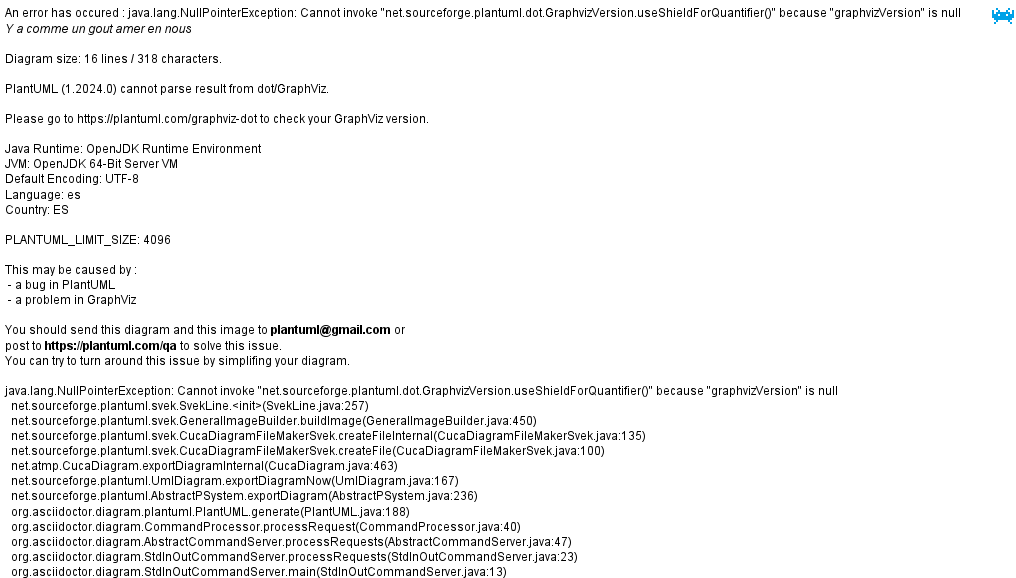 An error has occured : java.lang.NullPointerException: Cannot invoke "net.sourceforge.plantuml.dot.GraphvizVersion.useShieldForQuantifier()" because "graphvizVersion" is null
Y a comme un gout amer en nous
Diagram size: 16 lines / 318 characters.
PlantUML (1.2024.0) cannot parse result from dot/GraphViz.
Please go to https://plantuml.com/graphviz-dot to check your GraphViz version.
Java Runtime: OpenJDK Runtime Environment
JVM: OpenJDK 64-Bit Server VM
Default Encoding: UTF-8
Language: es
Country: ES
PLANTUML_LIMIT_SIZE: 4096
This may be caused by :
- a bug in PlantUML
- a problem in GraphViz
You should send this diagram and this image to plantuml@gmail.com or
post to https://plantuml.com/qa to solve this issue.
You can try to turn around this issue by simplifing your diagram.
java.lang.NullPointerException: Cannot invoke "net.sourceforge.plantuml.dot.GraphvizVersion.useShieldForQuantifier()" because "graphvizVersion" is null
net.sourceforge.plantuml.svek.SvekLine.<init>(SvekLine.java:257)
net.sourceforge.plantuml.svek.GeneralImageBuilder.buildImage(GeneralImageBuilder.java:450)
net.sourceforge.plantuml.svek.CucaDiagramFileMakerSvek.createFileInternal(CucaDiagramFileMakerSvek.java:135)
net.sourceforge.plantuml.svek.CucaDiagramFileMakerSvek.createFile(CucaDiagramFileMakerSvek.java:100)
net.atmp.CucaDiagram.exportDiagramInternal(CucaDiagram.java:463)
net.sourceforge.plantuml.UmlDiagram.exportDiagramNow(UmlDiagram.java:167)
net.sourceforge.plantuml.AbstractPSystem.exportDiagram(AbstractPSystem.java:236)
org.asciidoctor.diagram.plantuml.PlantUML.generate(PlantUML.java:188)
org.asciidoctor.diagram.CommandProcessor.processRequest(CommandProcessor.java:40)
org.asciidoctor.diagram.AbstractCommandServer.processRequests(AbstractCommandServer.java:47)
org.asciidoctor.diagram.StdInOutCommandServer.processRequests(StdInOutCommandServer.java:23)
org.asciidoctor.diagram.StdInOutCommandServer.main(StdInOutCommandServer.java:13)